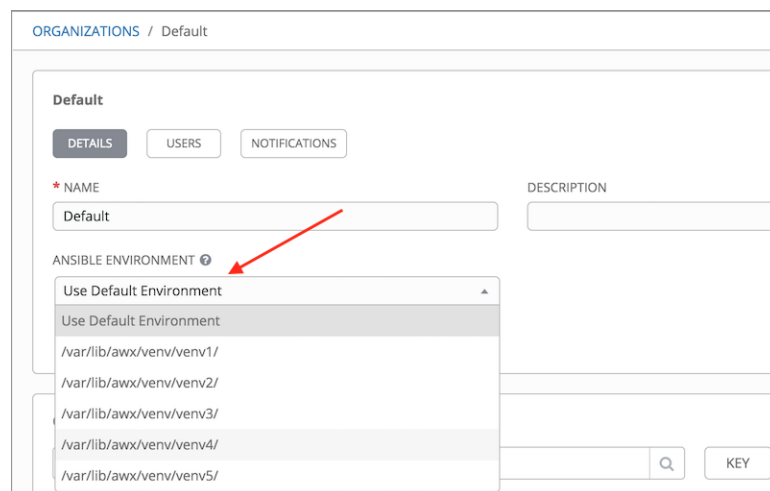 ORGANIZATIONS / Default
Default
DETAILS USERS NOTIFICATIONS
* NAME DESCRIPTION
Default
ANSIBLE ENVIRONMENT ?
Use Default Environment
Use Default Environment
/var/lib/awx/venv/venv1/
/var/lib/awx/venv/venv2/
/var/lib/awx/venv/venv3/
/var/lib/awx/venv/venv4/
KEY
/var/lib/awx/venv/venv5/